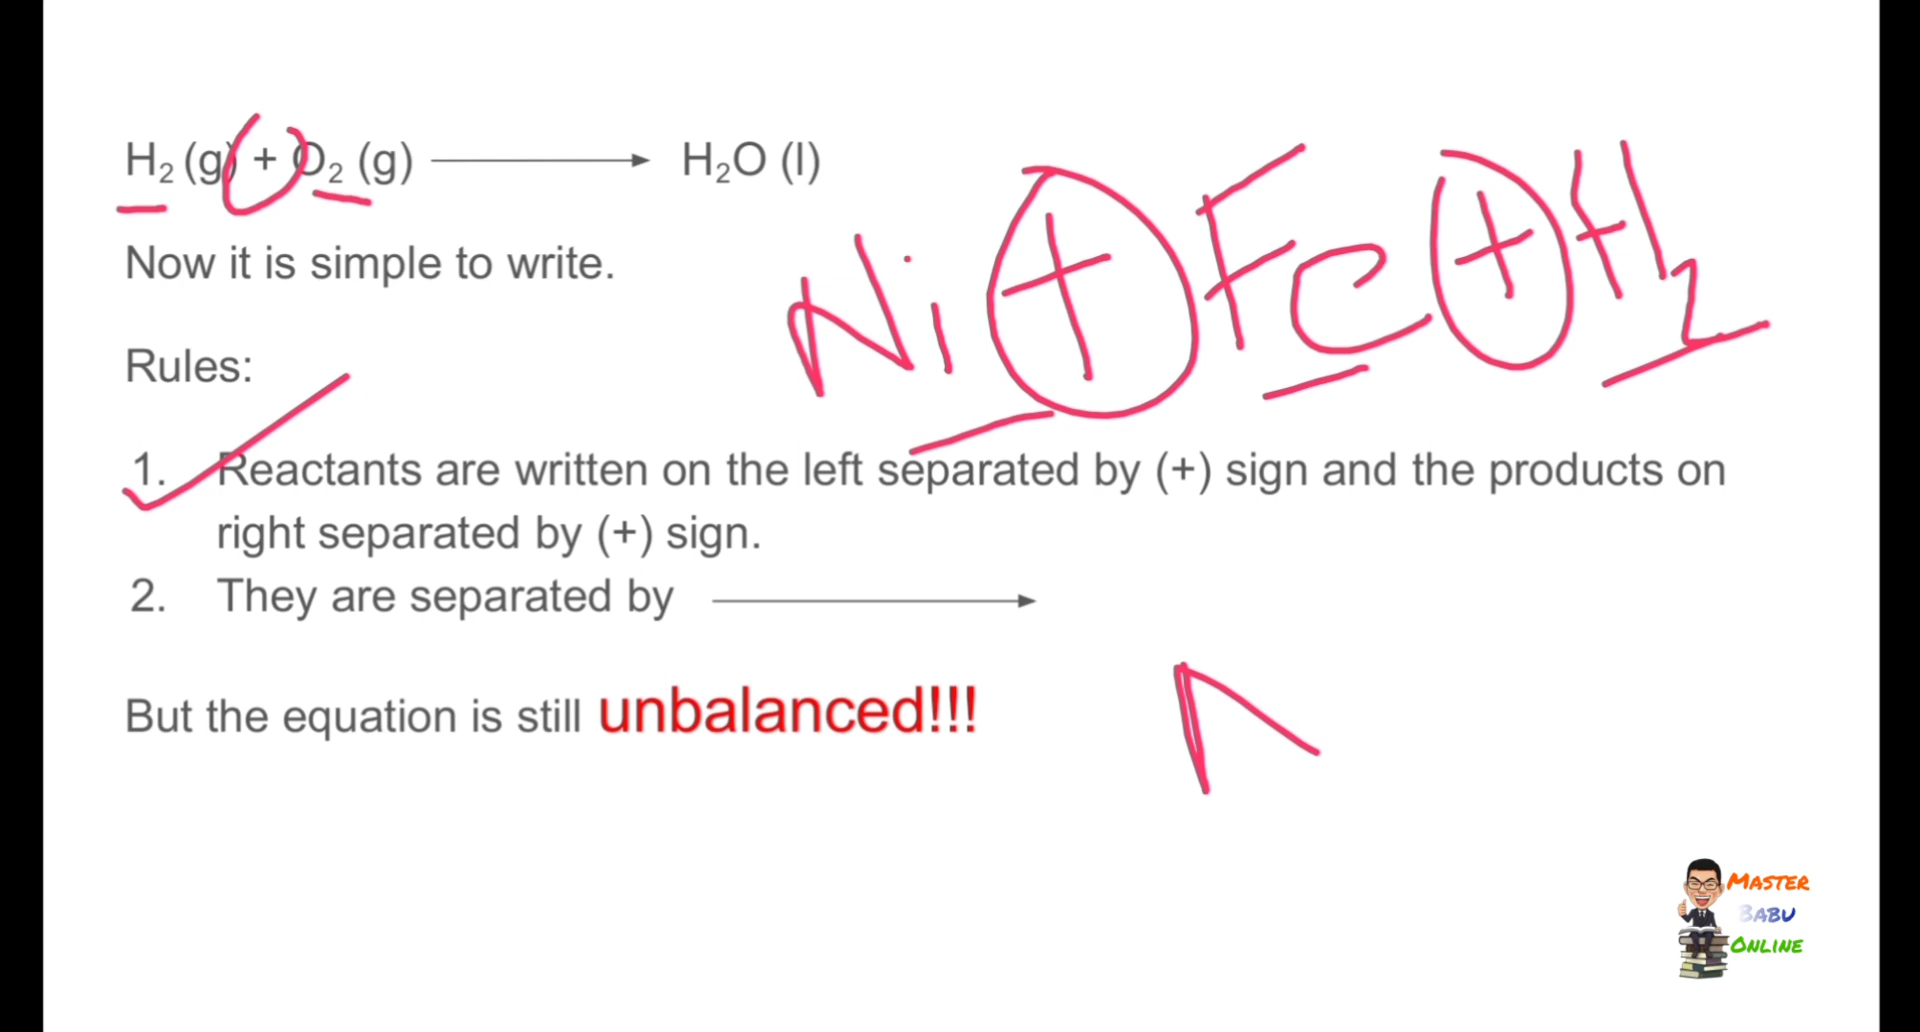 H₂ (g) + O₂ (g) ⟶ H₂O (l)
Ni + Fe + H₂
Now it is simple to write.
Rules:
1. Reactants are written on the left separated by (+) sign and the products on
right separated by (+) sign.
2. They are separated by ⟶
But the equation is still unbalanced!!!
MASTER
BABU
ONLINE